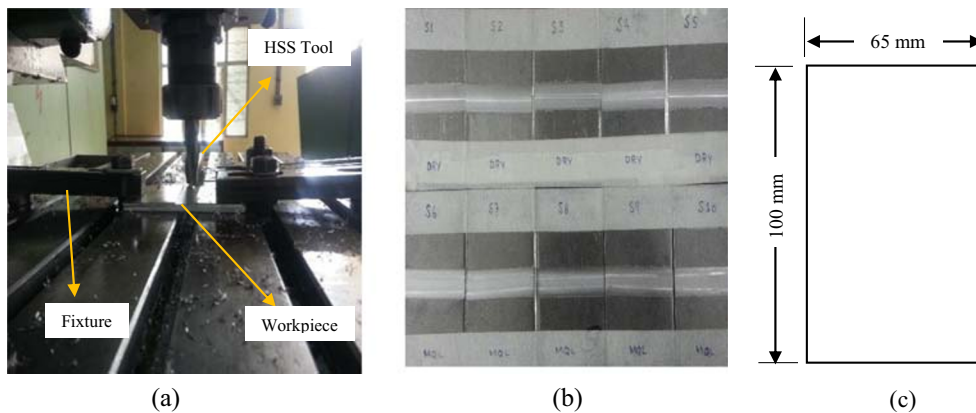 HSS Tool
Fixture
Workpiece
(a)
S1 S2 S3 S4 S5
DRY DRY DRY DRY DRY
S6 S7 S8 S9 S10
MQL MQL MQL MQL MQL
(b)
65 mm
100 mm
(c)